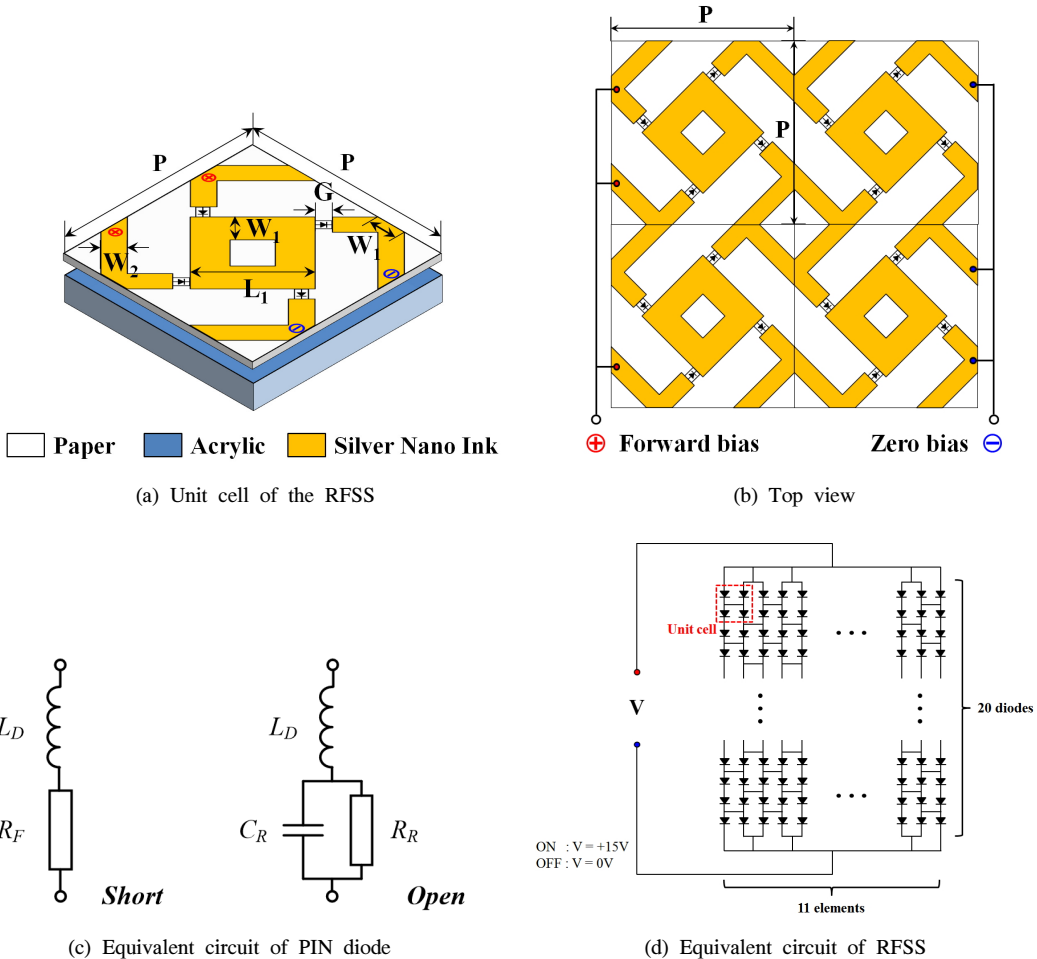 P
P
G
W1
W1
W2
L1
Paper
Acrylic
Silver Nano Ink
(a) Unit cell of the RFSS
P
P
Forward bias
Zero bias
(b) Top view
LD
RF
Short
LD
CR
RR
Open
(c) Equivalent circuit of PIN diode
Unit cell
V
20 diodes
ON : V = +15V
OFF : V = 0V
11 elements
(d) Equivalent circuit of RFSS